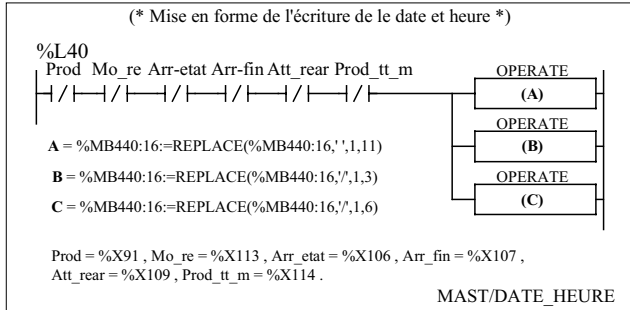 (* Mise en forme de l'écriture de le date et heure *)
%L40
Prod Mo_re Arr-etat Arr-fin Att_rear Prod_tt_m
OPERATE
(A)
OPERATE
(B)
OPERATE
(C)
A = %MB440:16:=REPLACE(%MB440:16,' ',1,11)
B = %MB440:16:=REPLACE(%MB440:16,'/',1,3)
C = %MB440:16:=REPLACE(%MB440:16,'/',1,6)
Prod = %X91 , Mo_re = %X113 , Arr_etat = %X106 , Arr_fin = %X107 ,
Att_rear = %X109 , Prod_tt_m = %X114 .
MAST/DATE_HEURE